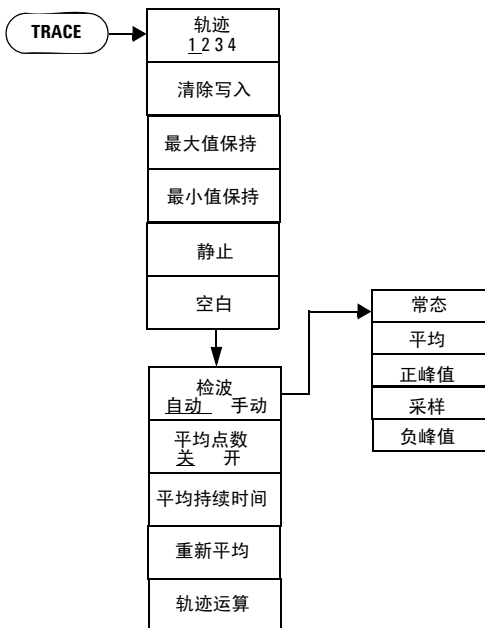 TRACE
轨迹
1 2 3 4
清除写入
最大值保持
最小值保持
静止
空白
检波
自动 手动
平均点数
关 开
平均持续时间
重新平均
轨迹运算
常态
平均
正峰值
采样
负峰值